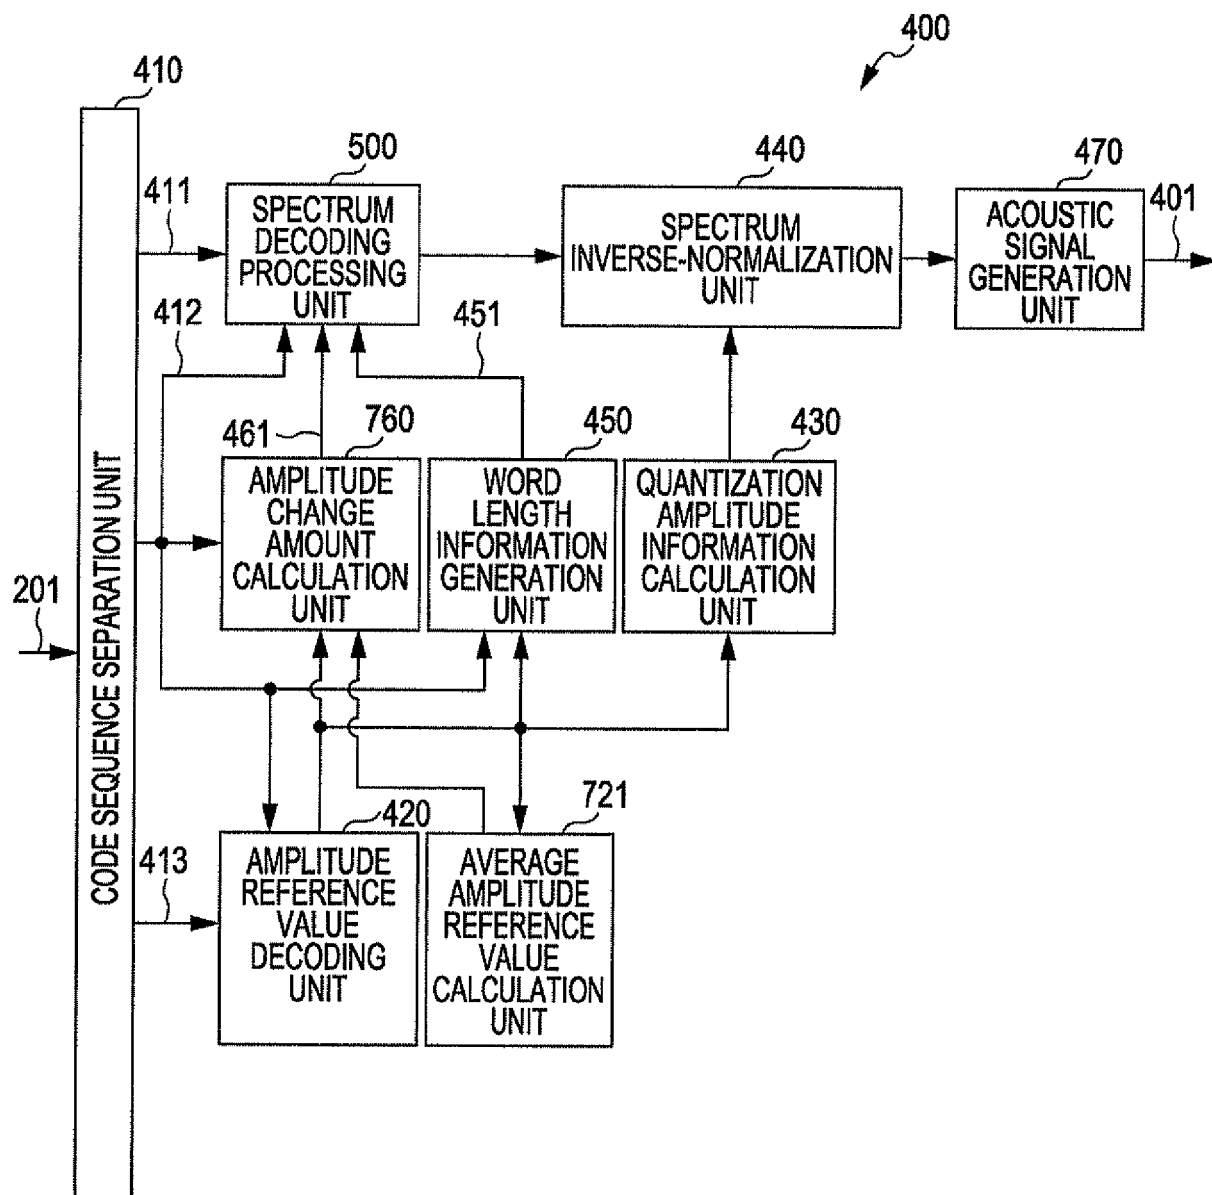 400
410
500
440
470
411
401
SPECTRUM
DECODING
PROCESSING
UNIT
SPECTRUM
INVERSE-NORMALIZATION
UNIT
ACOUSTIC
SIGNAL
GENERATION
UNIT
412
451
461
760
450
430
AMPLITUDE
CHANGE
AMOUNT
CALCULATION
UNIT
WORD
LENGTH
INFORMATION
GENERATION
UNIT
QUANTIZATION
AMPLITUDE
INFORMATION
CALCULATION
UNIT
201
CODE SEQUENCE SEPARATION UNIT
420
721
413
AMPLITUDE
REFERENCE
VALUE
DECODING
UNIT
AVERAGE
AMPLITUDE
REFERENCE
VALUE
CALCULATION
UNIT